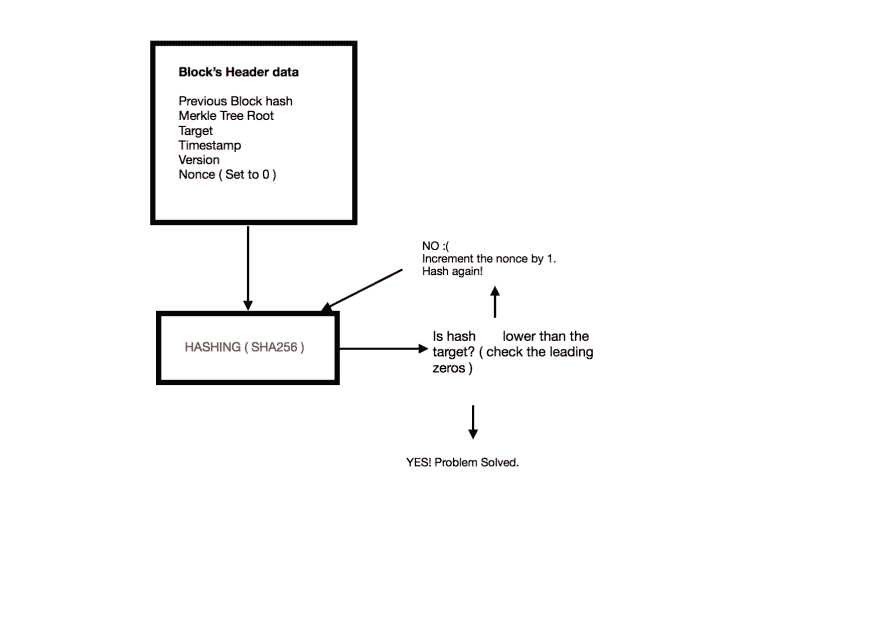 Block's Header data
Previous Block hash
Merkle Tree Root
Target
Timestamp
Version
Nonce ( Set to 0 )
NO :(
Increment the nonce by 1.
Hash again!
HASHING ( SHA256 )
Is hash lower than the
target? ( check the leading
zeros )
YES! Problem Solved.